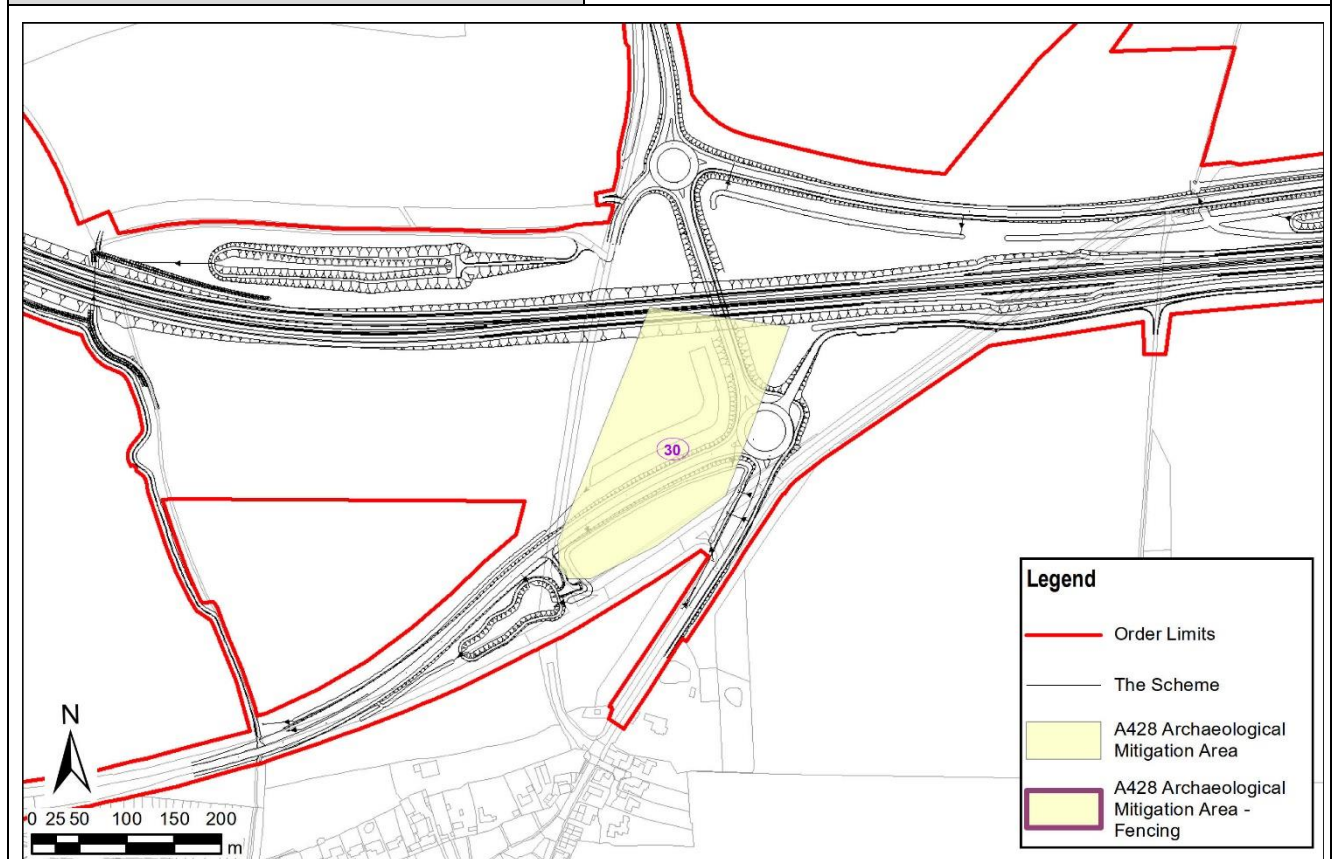 30
Legend
Order Limits
The Scheme
A428 Archaeological
Mitigation Area
A428 Archaeological
Mitigation Area -
Fencing
N
0 25 50 100 150 200
m